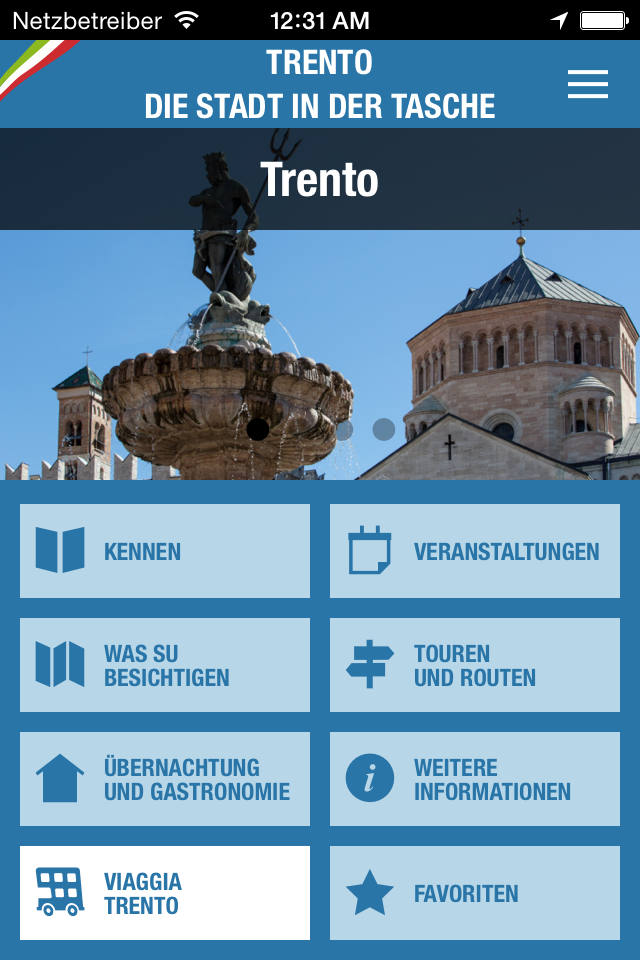 Netzbetreiber 12:31 AM
TRENTO
DIE STADT IN DER TASCHE
Trento
KENNEN
VERANSTALTUNGEN
WAS SU
BESICHTIGEN
TOUREN
UND ROUTEN
ÜBERNACHTUNG
UND GASTRONOMIE
WEITERE
INFORMATIONEN
VIAGGIA
TRENTO
FAVORITEN